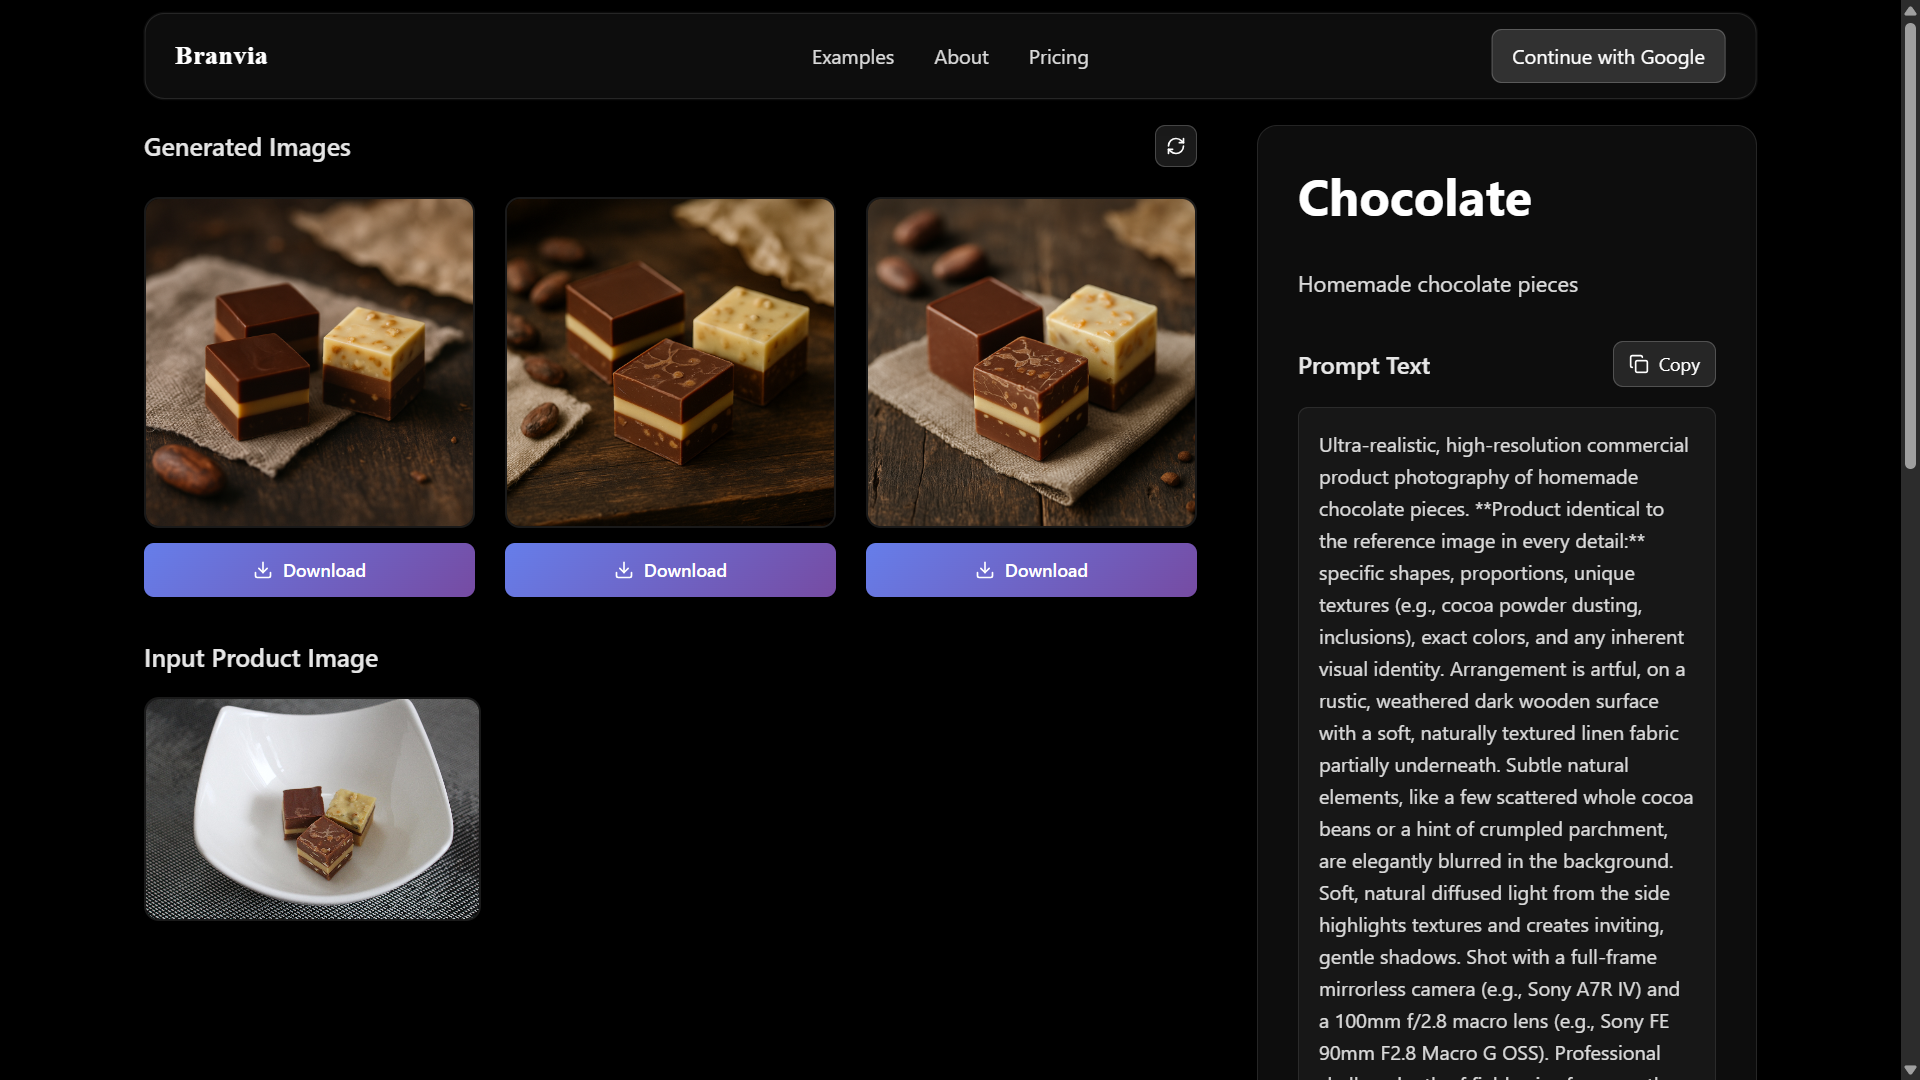 Branvia
Examples
About
Pricing
Continue with Google
Generated Images
Download
Download
Download
Input Product Image
Chocolate
Homemade chocolate pieces
Prompt Text
Copy
Ultra-realistic, high-resolution commercial
product photography of homemade
chocolate pieces. **Product identical to
the reference image in every detail:**
specific shapes, proportions, unique
textures (e.g., cocoa powder dusting,
inclusions), exact colors, and any inherent
visual identity. Arrangement is artful, on a
rustic, weathered dark wooden surface
with a soft, naturally textured linen fabric
partially underneath. Subtle natural
elements, like a few scattered whole cocoa
beans or a hint of crumpled parchment,
are elegantly blurred in the background.
Soft, natural diffused light from the side
highlights textures and creates inviting,
gentle shadows. Shot with a full-frame
mirrorless camera (e.g., Sony A7R IV) and
a 100mm f/2.8 macro lens (e.g., Sony FE
90mm F2.8 Macro G OSS). Professional